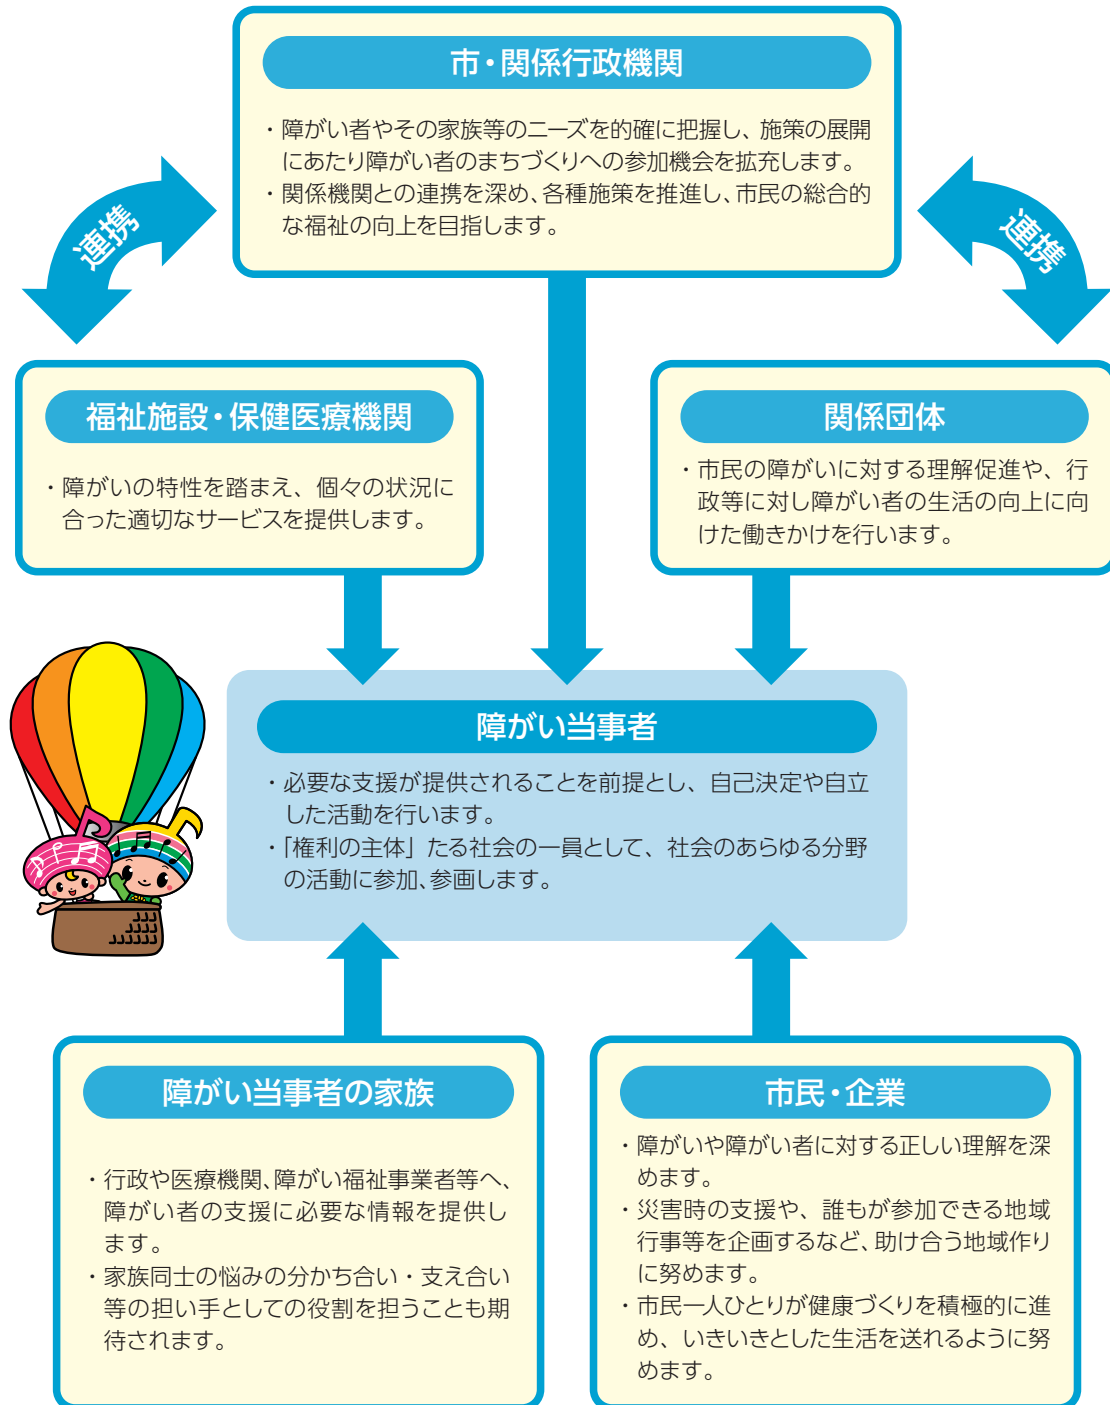 市・関係行政機関
・障がい者やその家族等のニーズを的確に把握し、施策の展開
にあたり障がい者のまちづくりへの参加機会を拡充します。
・関係機関との連携を深め、各種施策を推進し、市民の総合的
な福祉の向上を目指します。
連携
連携
福祉施設・保健医療機関
・障がいの特性を踏まえ、個々の状況に
合った適切なサービスを提供します。
関係団体
・市民の障がいに対する理解促進や、行
政等に対し障がい者の生活の向上に向
けた働きかけを行います。
障がい当事者
・必要な支援が提供されることを前提とし、自己決定や自立
した活動を行います。
・「権利の主体」たる社会の一員として、社会のあらゆる分野
の活動に参加、参画します。
障がい当事者の家族
・行政や医療機関、障がい福祉事業者等へ、
障がい者の支援に必要な情報を提供し
ます。
・家族同士の悩みの分かち合い・支え合い
等の担い手としての役割を担うことも期
待されます。
市民・企業
・障がいや障がい者に対する正しい理解を深
めます。
・災害時の支援や、誰もが参加できる地域
行事等を企画するなど、助け合う地域作り
に努めます。
・市民一人ひとりが健康づくりを積極的に進
め、いきいきとした生活を送れるように努
めます。